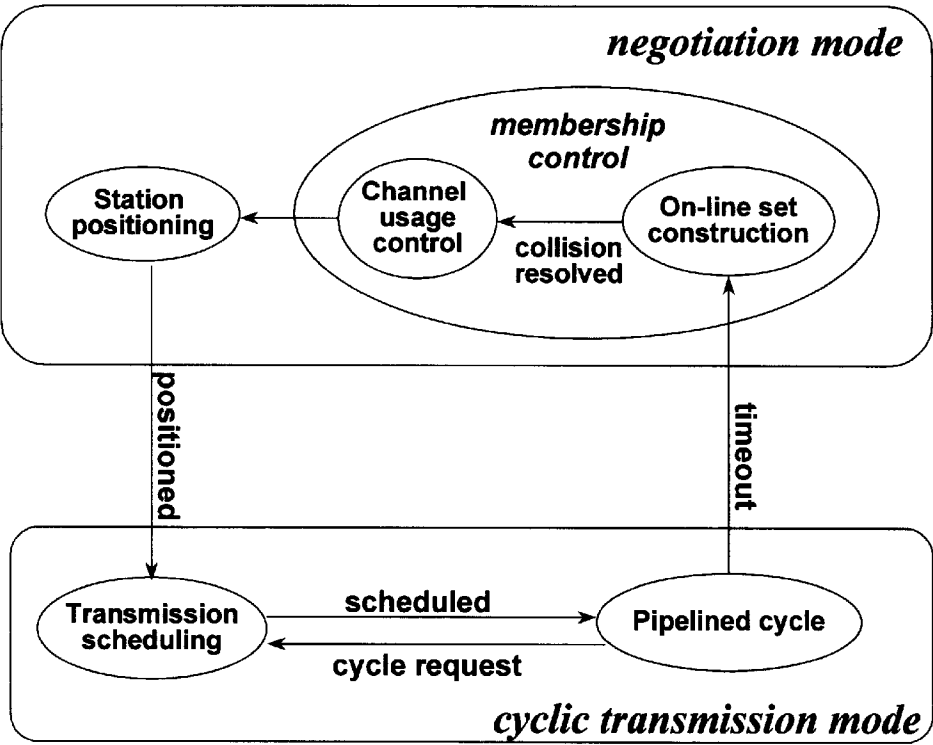 negotiation mode
membership
control
Station
positioning
Channel
usage
control
On-line set
construction
collision
resolved
positioned
timeout
Transmission
scheduling
scheduled
cycle request
Pipelined cycle
cyclic transmission mode